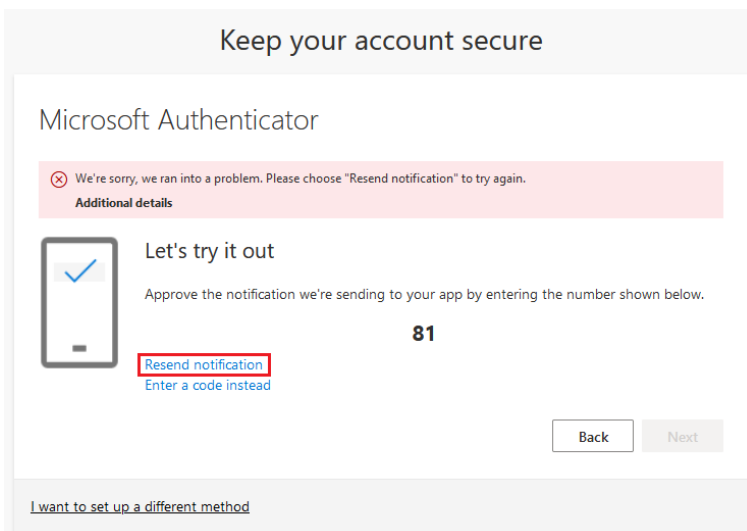 Keep your account secure
Microsoft Authenticator
We're sorry, we ran into a problem. Please choose "Resend notification" to try again.
Additional details
Let's try it out
Approve the notification we're sending to your app by entering the number shown below.
81
Resend notification
Enter a code instead
Back
Next
I want to set up a different method